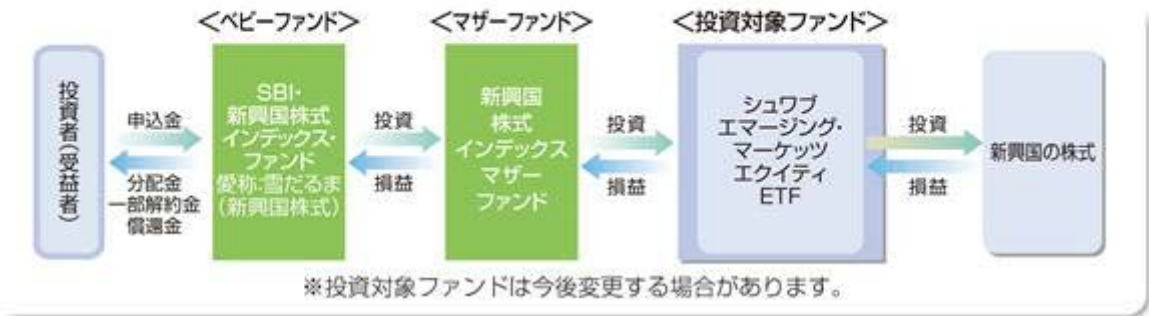 <ベビーファンド>
<マザーファンド>
<投資対象ファンド>
投資者(受益者)
申込金
分配金
一部解約金
償還金
SBI・
新興国株式
インデックス・
ファンド
愛称:雪だるま
(新興国株式)
投資
損益
新興国
株式
インデックス
マザー
ファンド
投資
損益
シュワブ
エマージング・
マーケッツ
エクイティ
ETF
投資
損益
新興国の株式
※投資対象ファンドは今後変更する場合があります。